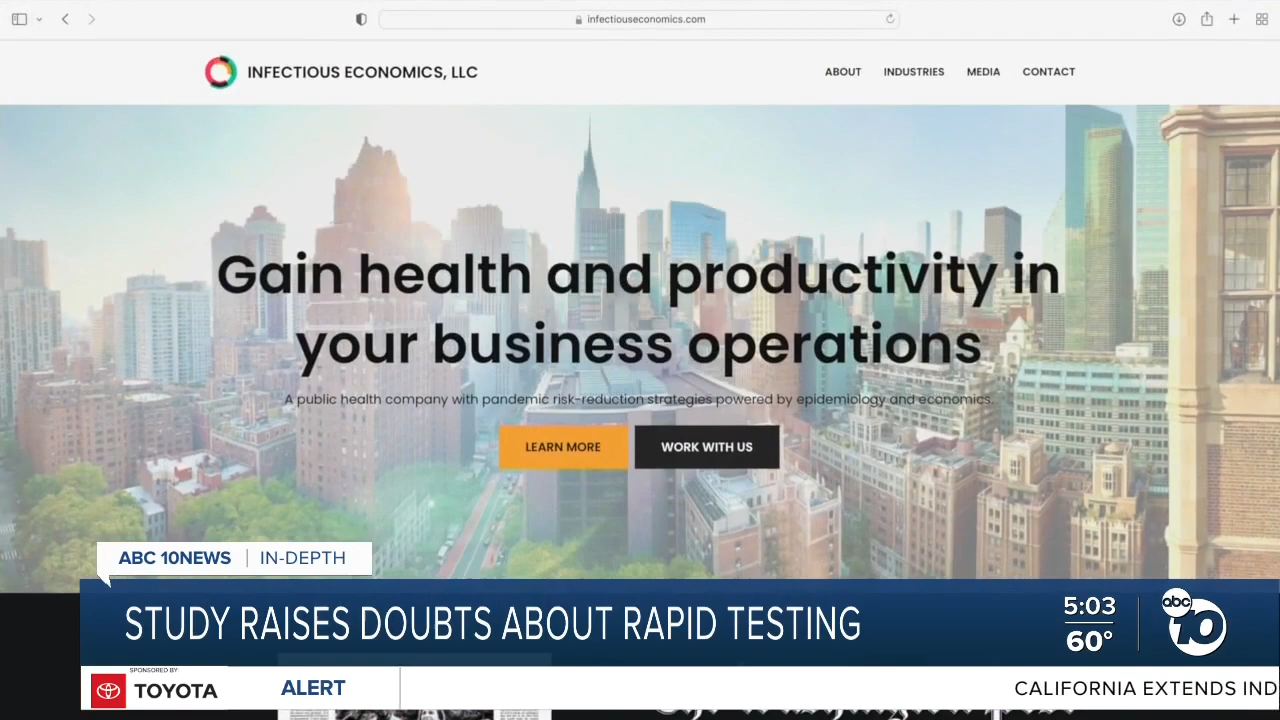 infectiouseconomics.com
INFECTIOUS ECONOMICS, LLC
ABOUT INDUSTRIES MEDIA CONTACT
Gain health and productivity in
your business operations
A public health company with pandemic risk-reduction strategies powered by epidemiology and economics.
LEARN MORE WORK WITH US
ABC 10NEWS IN-DEPTH
STUDY RAISES DOUBTS ABOUT RAPID TESTING
5:03
60°
abc
10
SPONSORED BY
TOYOTA
ALERT
CALIFORNIA EXTENDS IND